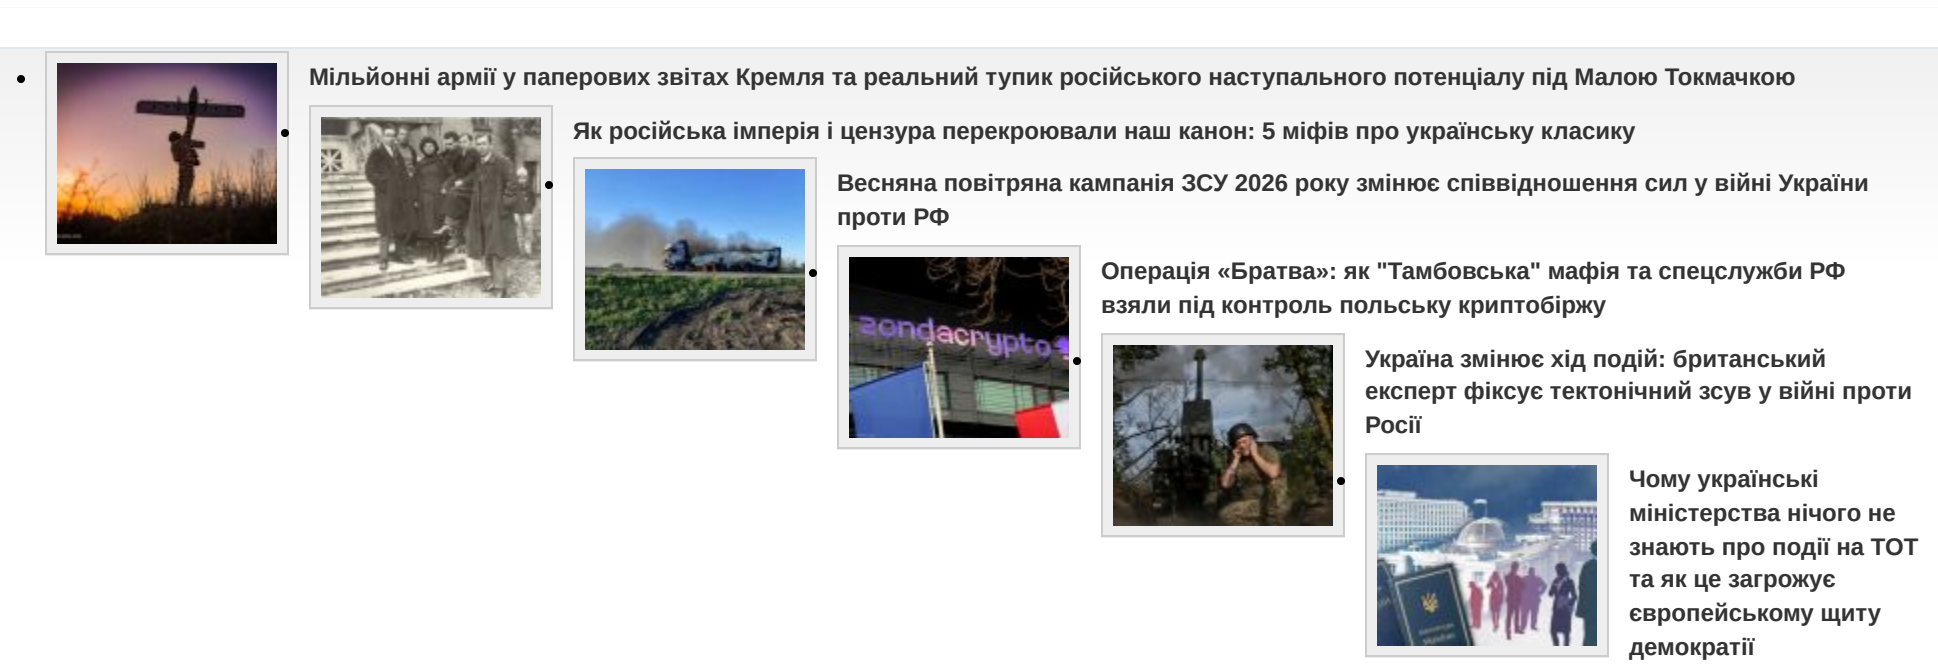 Мільйонні армії у паперових звітах Кремля та реальний тупик російського наступального потенціалу під Малою Токмачкою
Як російська імперія і цензура перекроювали наш канон: 5 міфів про українську класику
Весняна повітряна кампанія ЗСУ 2026 року змінює співвідношення сил у війні України
проти РФ
Операція «Братва»: як "Тамбовська" мафія та спецслужби РФ
взяли під контроль польську криптобіржу
zondacrypto
Україна змінює хід подій: британський
експерт фіксує тектонічний зсув у війні проти
Росії
Чому українські
міністерства нічого не
знають про події на ТОТ
та як це загрожує
європейському щиту
демократії